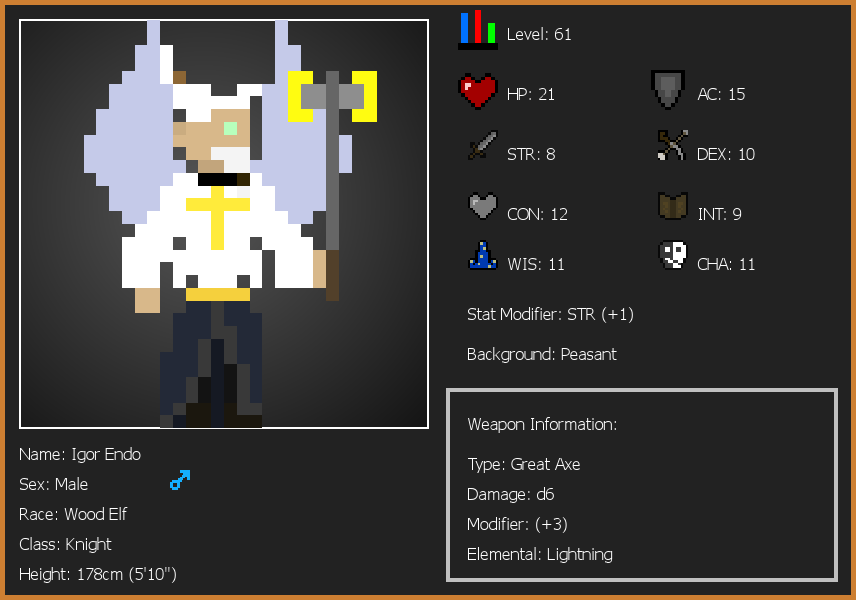 Level: 61
HP: 21
AC: 15
STR: 8
DEX: 10
CON: 12
INT: 9
WIS: 11
CHA: 11
Stat Modifier: STR (+1)
Background: Peasant
Weapon Information:
Type: Great Axe
Damage: d6
Modifier: (+3)
Elemental: Lightning
Name: Igor Endo
Sex: Male
Race: Wood Elf
Class: Knight
Height: 178cm (5'10")